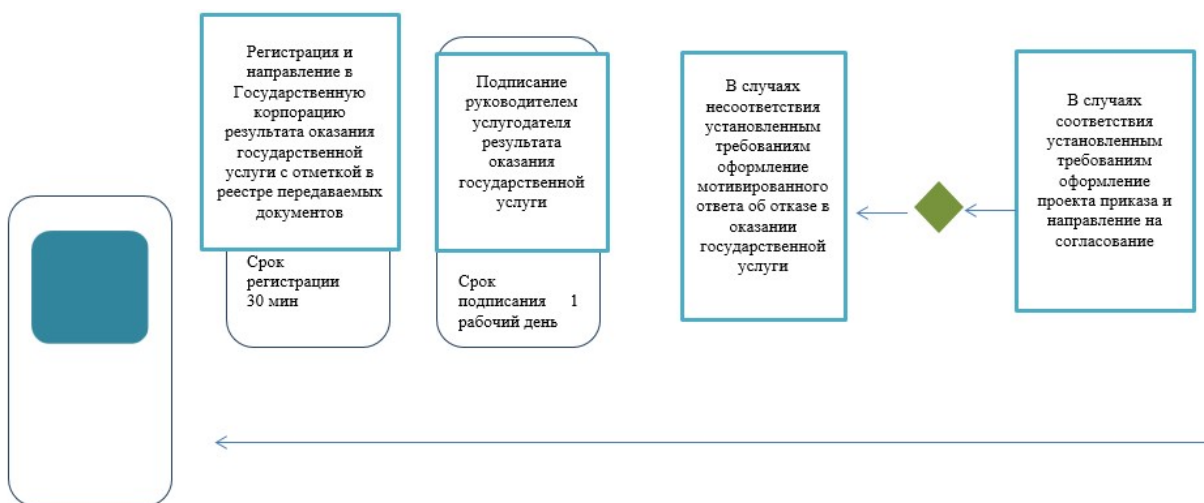 Регистрация и
направление в
Государственную
корпорацию
результата оказания
государственной
услуги с отметкой в
реестре передаваемых
документов
Срок
регистрации
30 мин
Подписание
руководителем
услугодателя
результата
оказания
государственной
услуги
Срок
подписания 1
рабочий день
В случаях
несоответствия
установленным
требованиям
оформление
мотивированного
ответа об отказе в
оказании
государственной
услуги
В случаях
соответствия
установленным
требованиям
оформление
проекта приказа и
направление на
согласование